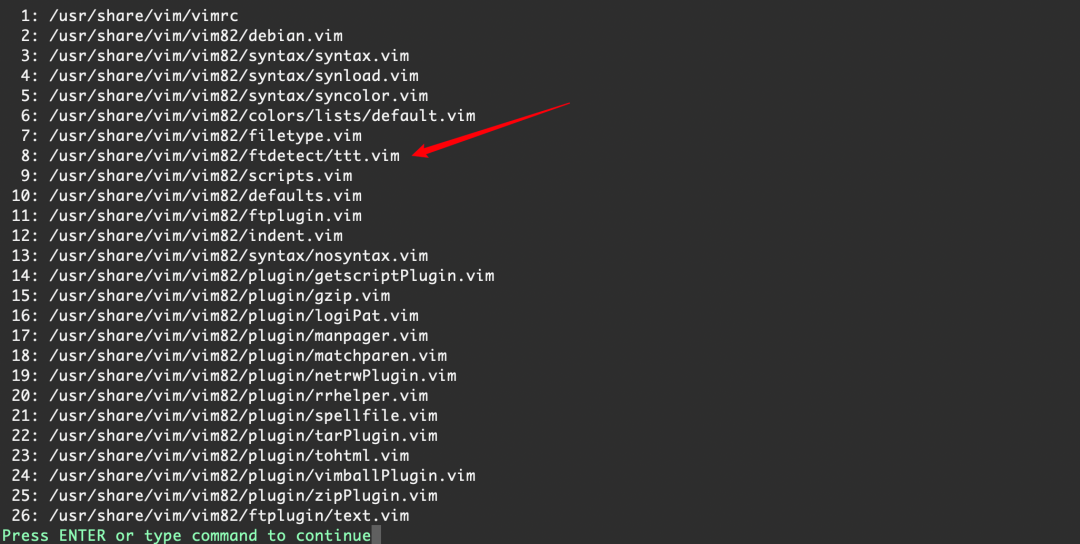 1: /usr/share/vim/vimrc
2: /usr/share/vim/vim82/debian.vim
3: /usr/share/vim/vim82/syntax/syntax.vim
4: /usr/share/vim/vim82/syntax/synload.vim
5: /usr/share/vim/vim82/syntax/syncolor.vim
6: /usr/share/vim/vim82/colors/lists/default.vim
7: /usr/share/vim/vim82/filetype.vim
8: /usr/share/vim/vim82/ftdetect/ttt.vim
9: /usr/share/vim/vim82/scripts.vim
10: /usr/share/vim/vim82/defaults.vim
11: /usr/share/vim/vim82/ftplugin.vim
12: /usr/share/vim/vim82/indent.vim
13: /usr/share/vim/vim82/syntax/nosyntax.vim
14: /usr/share/vim/vim82/plugin/getscriptPlugin.vim
15: /usr/share/vim/vim82/plugin/gzip.vim
16: /usr/share/vim/vim82/plugin/logiPat.vim
17: /usr/share/vim/vim82/plugin/manpager.vim
18: /usr/share/vim/vim82/plugin/matchparen.vim
19: /usr/share/vim/vim82/plugin/netrwPlugin.vim
20: /usr/share/vim/vim82/plugin/rrhelper.vim
21: /usr/share/vim/vim82/plugin/spellfile.vim
22: /usr/share/vim/vim82/plugin/tarPlugin.vim
23: /usr/share/vim/vim82/plugin/tohtml.vim
24: /usr/share/vim/vim82/plugin/vimballPlugin.vim
25: /usr/share/vim/vim82/plugin/zipPlugin.vim
26: /usr/share/vim/vim82/ftplugin/text.vim
Press ENTER or type command to continue